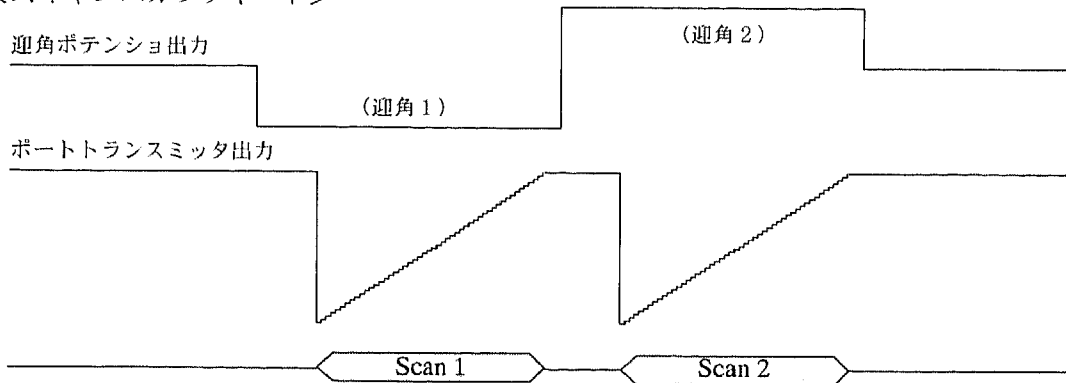 迎角ポテンショ出力
(迎角2)
(迎角1)
ポートトランスミッタ出力
Scan 1
Scan 2